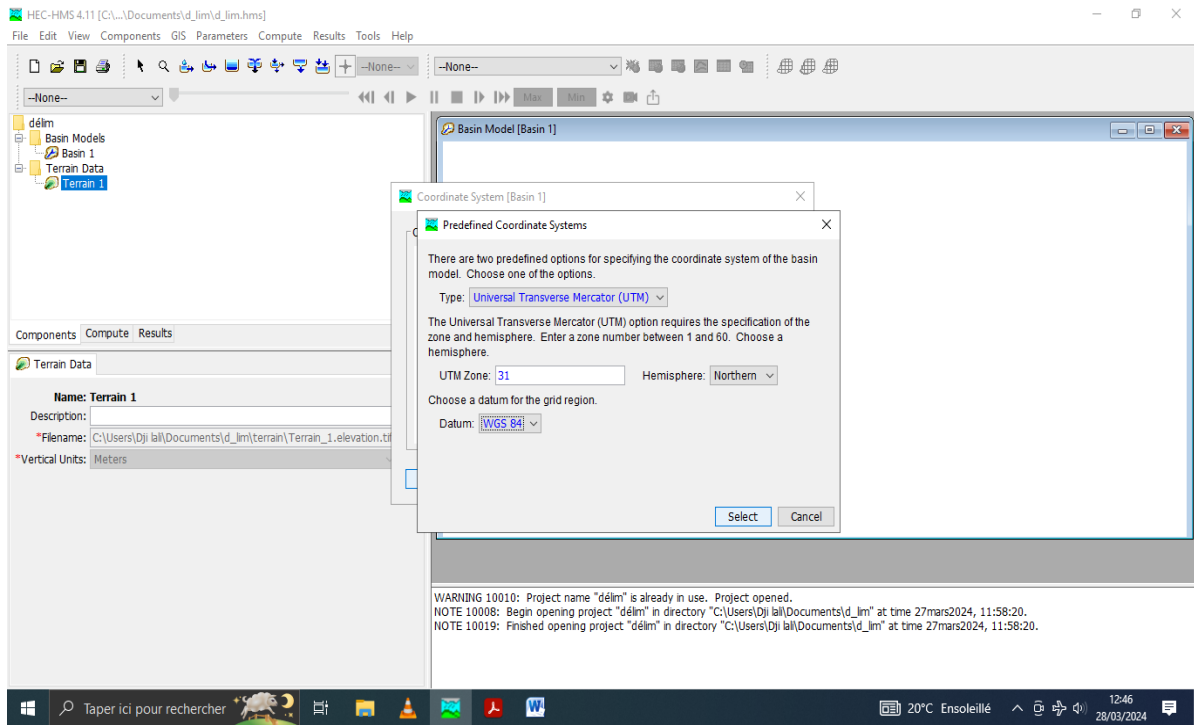 HEC-HMS 4.11 [C:\...\Documents\d_lim\d_lim.hms]
File Edit View Components GIS Parameters Compute Results Tools Help
--None--
--None--
--None--
Max Min
délim
Basin Models
Basin 1
Terrain Data
Terrain 1
Basin Model [Basin 1]
Coordinate System [Basin 1]
Predefined Coordinate Systems
There are two predefined options for specifying the coordinate system of the basin
model. Choose one of the options.
Type: Universal Transverse Mercator (UTM)
The Universal Transverse Mercator (UTM) option requires the specification of the
zone and hemisphere. Enter a zone number between 1 and 60. Choose a
hemisphere.
UTM Zone: 31 Hemisphere: Northern
Choose a datum for the grid region.
Datum: WGS 84
Select Cancel
Components Compute Results
Terrain Data
Name: Terrain 1
Description:
*Filename: C:\Users\Dji lali\Documents\d_lim\terrain\Terrain_1.elevation.tif
*Vertical Units: Meters
WARNING 10010: Project name "délim" is already in use. Project opened.
NOTE 10008: Begin opening project "délim" in directory "C:\Users\Dji lali\Documents\d_lim" at time 27mars2024, 11:58:20.
NOTE 10019: Finished opening project "délim" in directory "C:\Users\Dji lali\Documents\d_lim" at time 27mars2024, 11:58:20.
Taper ici pour rechercher
20°C Ensoleillé
12:46
28/03/2024